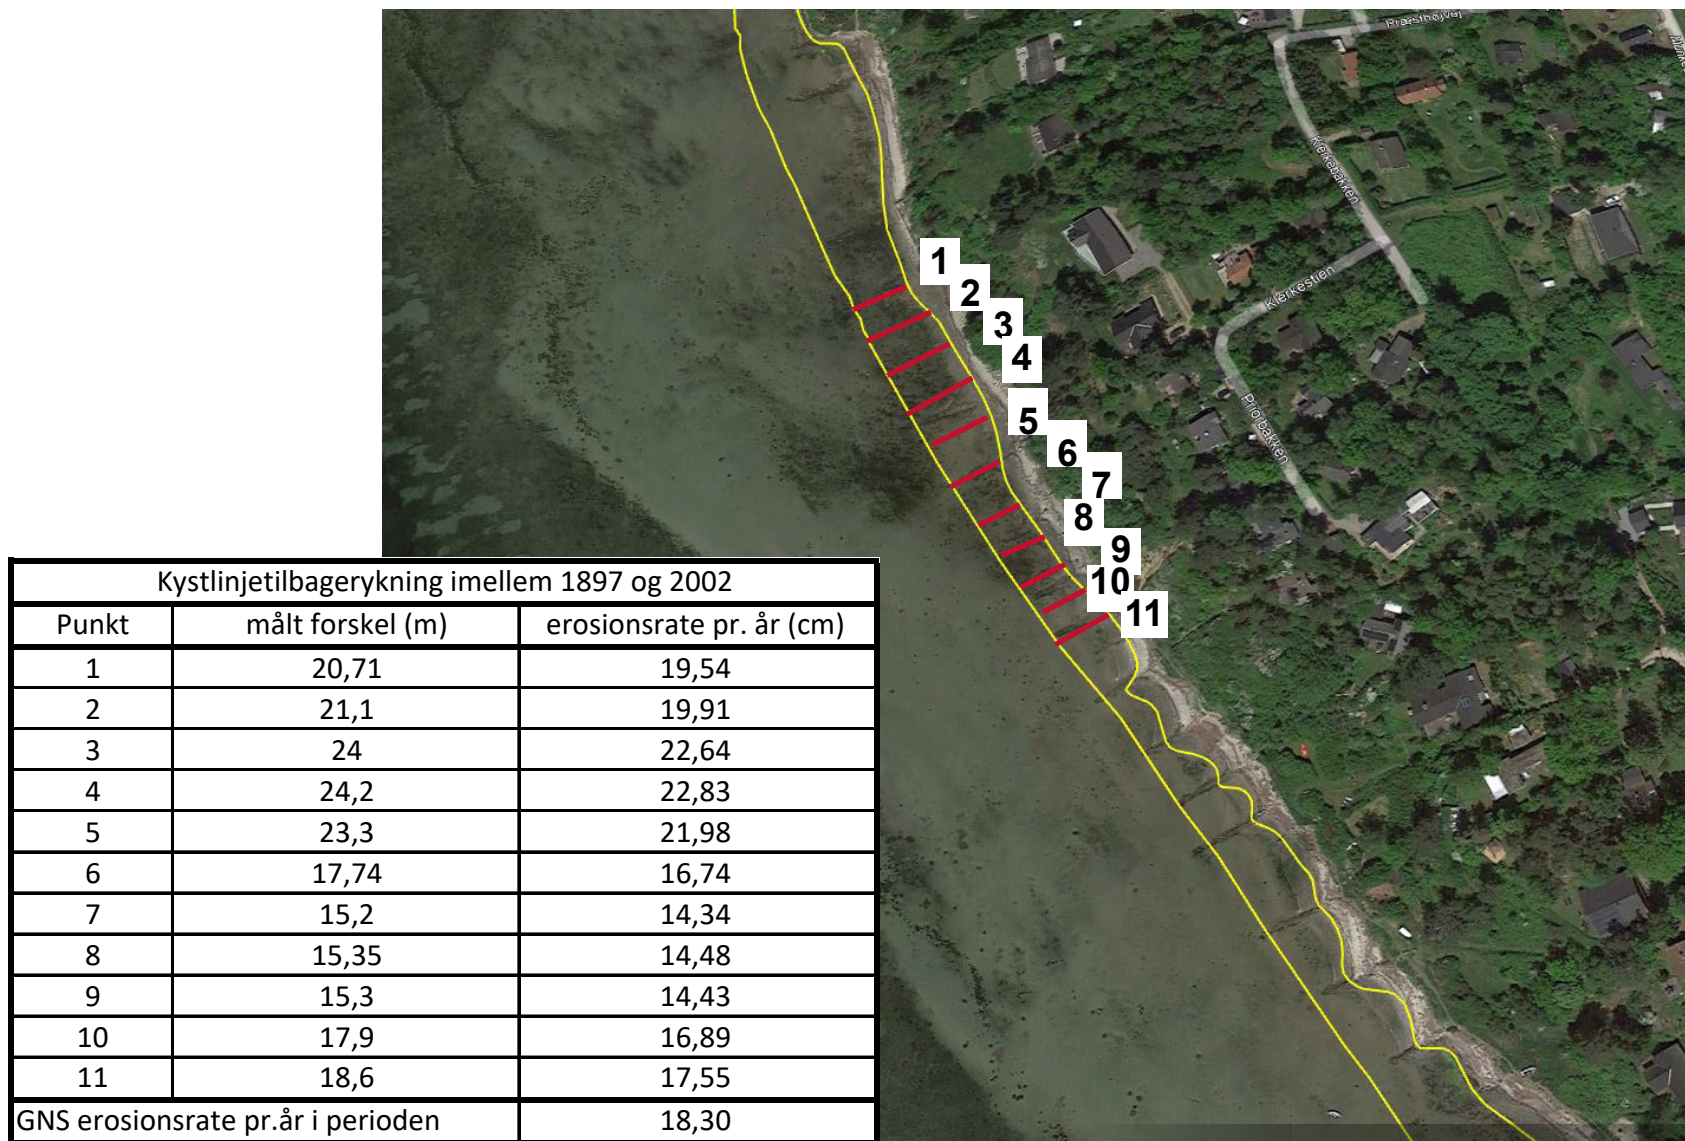 Præsthøjvej
Klerkebakken
Klerkestien
Priorbakken
1
2
3
4
5
6
7
8
9
10
11
Kystlinjetilbagerykning imellem 1897 og 2002
Punkt målt forskel (m) erosionsrate pr. år (cm)
1 20,71 19,54
2 21,1 19,91
3 24 22,64
4 24,2 22,83
5 23,3 21,98
6 17,74 16,74
7 15,2 14,34
8 15,35 14,48
9 15,3 14,43
10 17,9 16,89
11 18,6 17,55
GNS erosionsrate pr.år i perioden 18,30